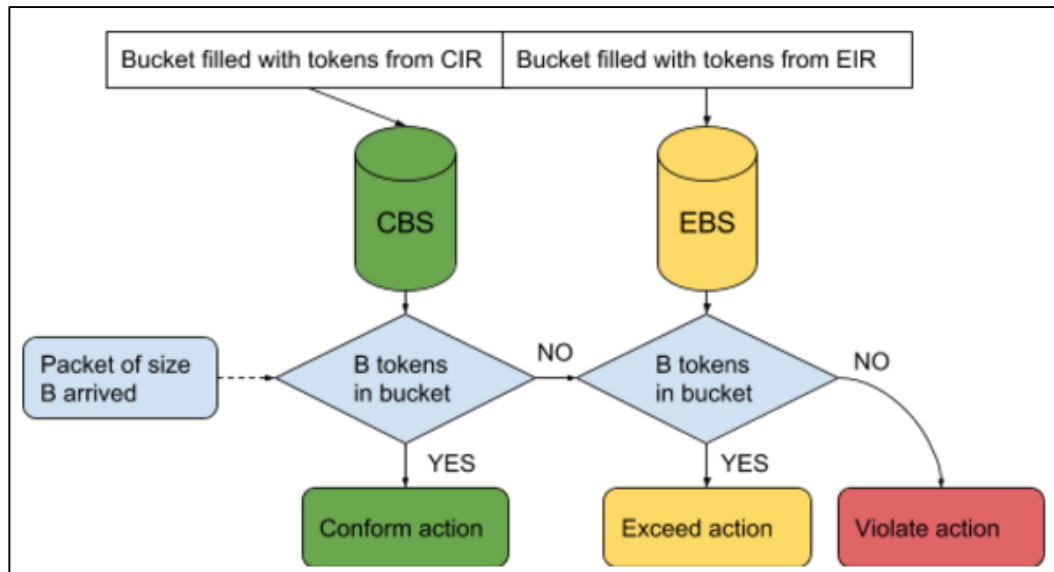 Bucket filled with tokens from CIR
Bucket filled with tokens from EIR
CBS
EBS
Packet of size
B arrived
B tokens
in bucket
NO
B tokens
in bucket
NO
YES
YES
Conform action
Exceed action
Violate action